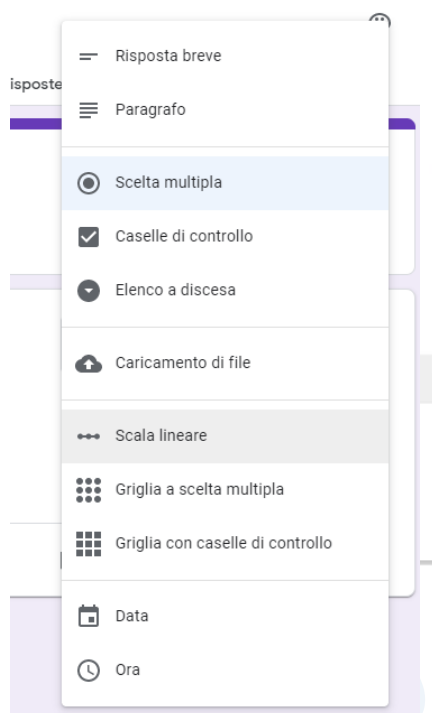 Risposta breve
isposte
Paragrafo
Scelta multipla
Caselle di controllo
Elenco a discesa
Caricamento di file
Scala lineare
Griglia a scelta multipla
Griglia con caselle di controllo
Data
Ora